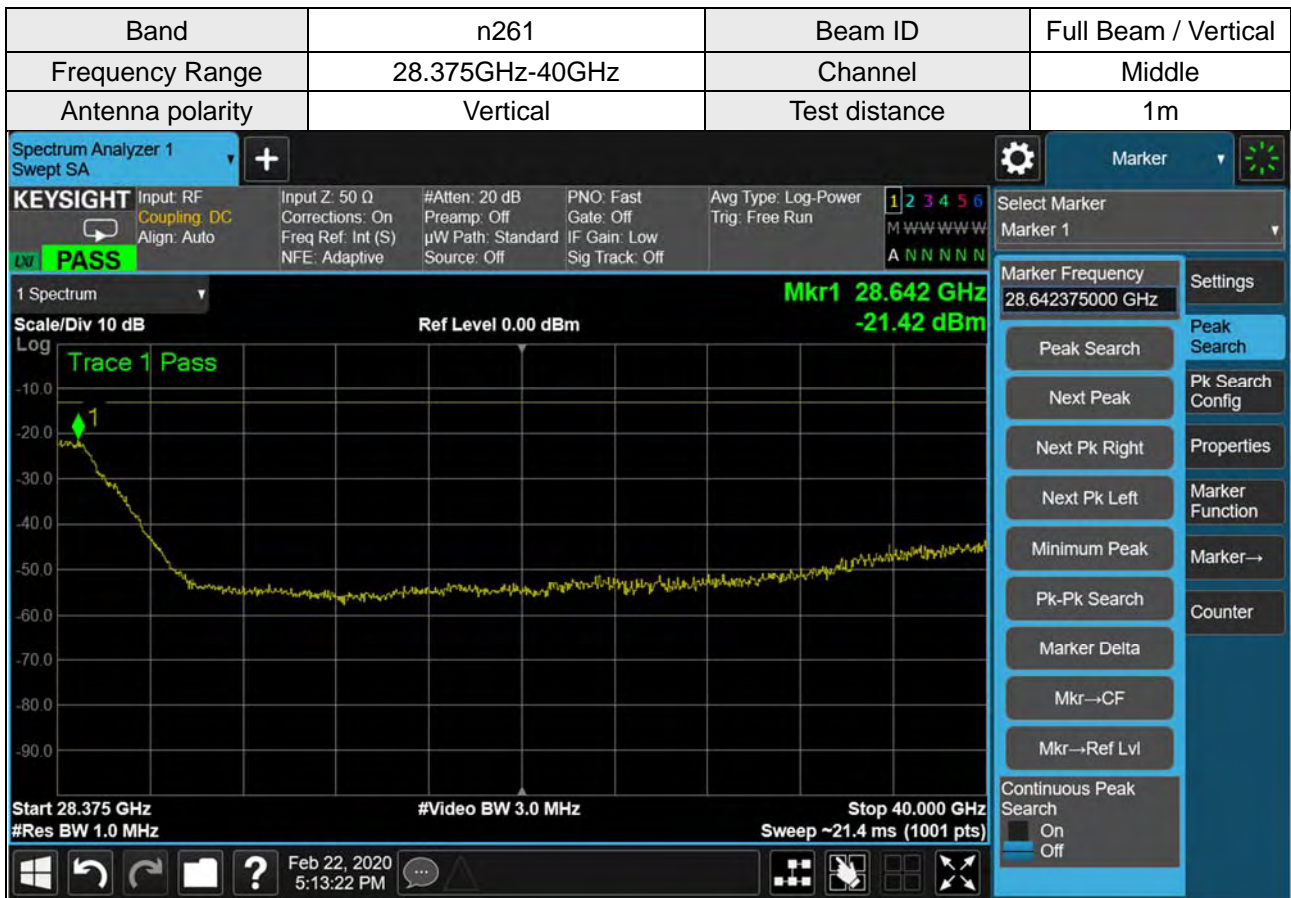 Band n261 Beam ID Full Beam / Vertical
Frequency Range 28.375GHz-40GHz Channel Middle
Antenna polarity Vertical Test distance 1m
Spectrum Analyzer 1
Swept SA
+
Marker
KEYSIGHT
LXI PASS
Input: RF
Coupling: DC
Align: Auto
Input Z: 50 Ω
Corrections: On
Freq Ref: Int (S)
NFE: Adaptive
#Atten: 20 dB
Preamp: Off
µW Path: Standard
Source: Off
PNO: Fast
Gate: Off
IF Gain: Low
Sig Track: Off
Avg Type: Log-Power
Trig: Free Run
1 2 3 4 5 6
M W W W W W
A N N N N N
Select Marker
Marker 1
1 Spectrum
Scale/Div 10 dB
Log
Ref Level 0.00 dBm
Mkr1 28.642 GHz
-21.42 dBm
Trace 1 Pass
1
-10.0
-20.0
-30.0
-40.0
-50.0
-60.0
-70.0
-80.0
-90.0
Start 28.375 GHz
#Res BW 1.0 MHz
#Video BW 3.0 MHz
Stop 40.000 GHz
Sweep ~21.4 ms (1001 pts)
Marker Frequency
28.642375000 GHz
Peak Search
Next Peak
Next Pk Right
Next Pk Left
Minimum Peak
Pk-Pk Search
Marker Delta
Mkr→CF
Mkr→Ref Lvl
Continuous Peak
Search
On
Off
Settings
Peak
Search
Pk Search
Config
Properties
Marker
Function
Marker→
Counter
?
Feb 22, 2020
5:13:22 PM